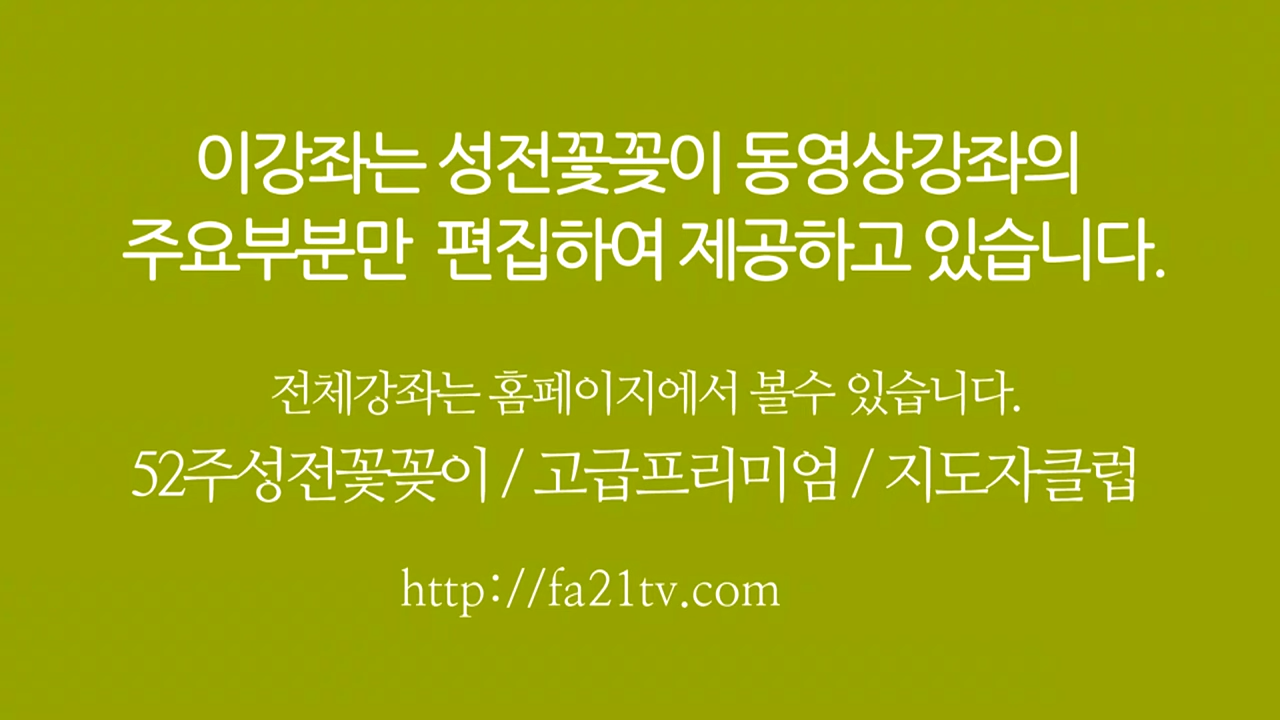 이강좌는 성전꽃꽂이 동영상강좌의
주요부분만 편집하여 제공하고 있습니다.
전체강좌는 홈페이지에서 볼수 있습니다.
52주성전꽃꽂이 / 고급프리미엄 / 지도자클럽
http://fa21tv.com